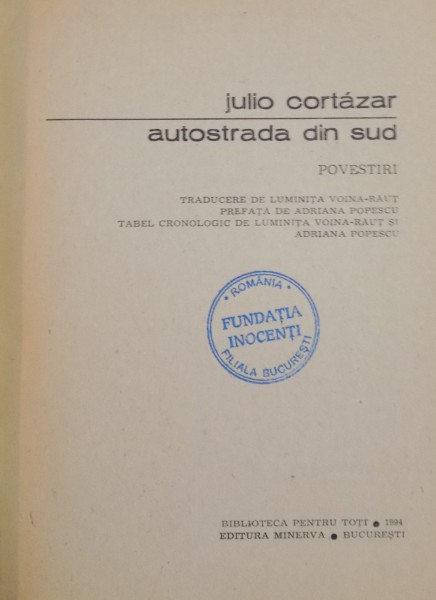 julio cortázar
autostrada din sud
POVESTIRI
TRADUCERE DE LUMINIȚA VOINA-RĂUȚ
PREFAȚĂ DE ADRIANA POPESCU
TABEL CRONOLOGIC DE LUMINIȚA VOINA-RĂUȚ ȘI
ADRIANA POPESCU
• ROMÂNIA •
FUNDAȚIA
INOCENȚI
FILIALA BUCUREȘTI
BIBLIOTECA PENTRU TOȚI ● 1994
EDITURA MINERVA ● BUCUREȘTI